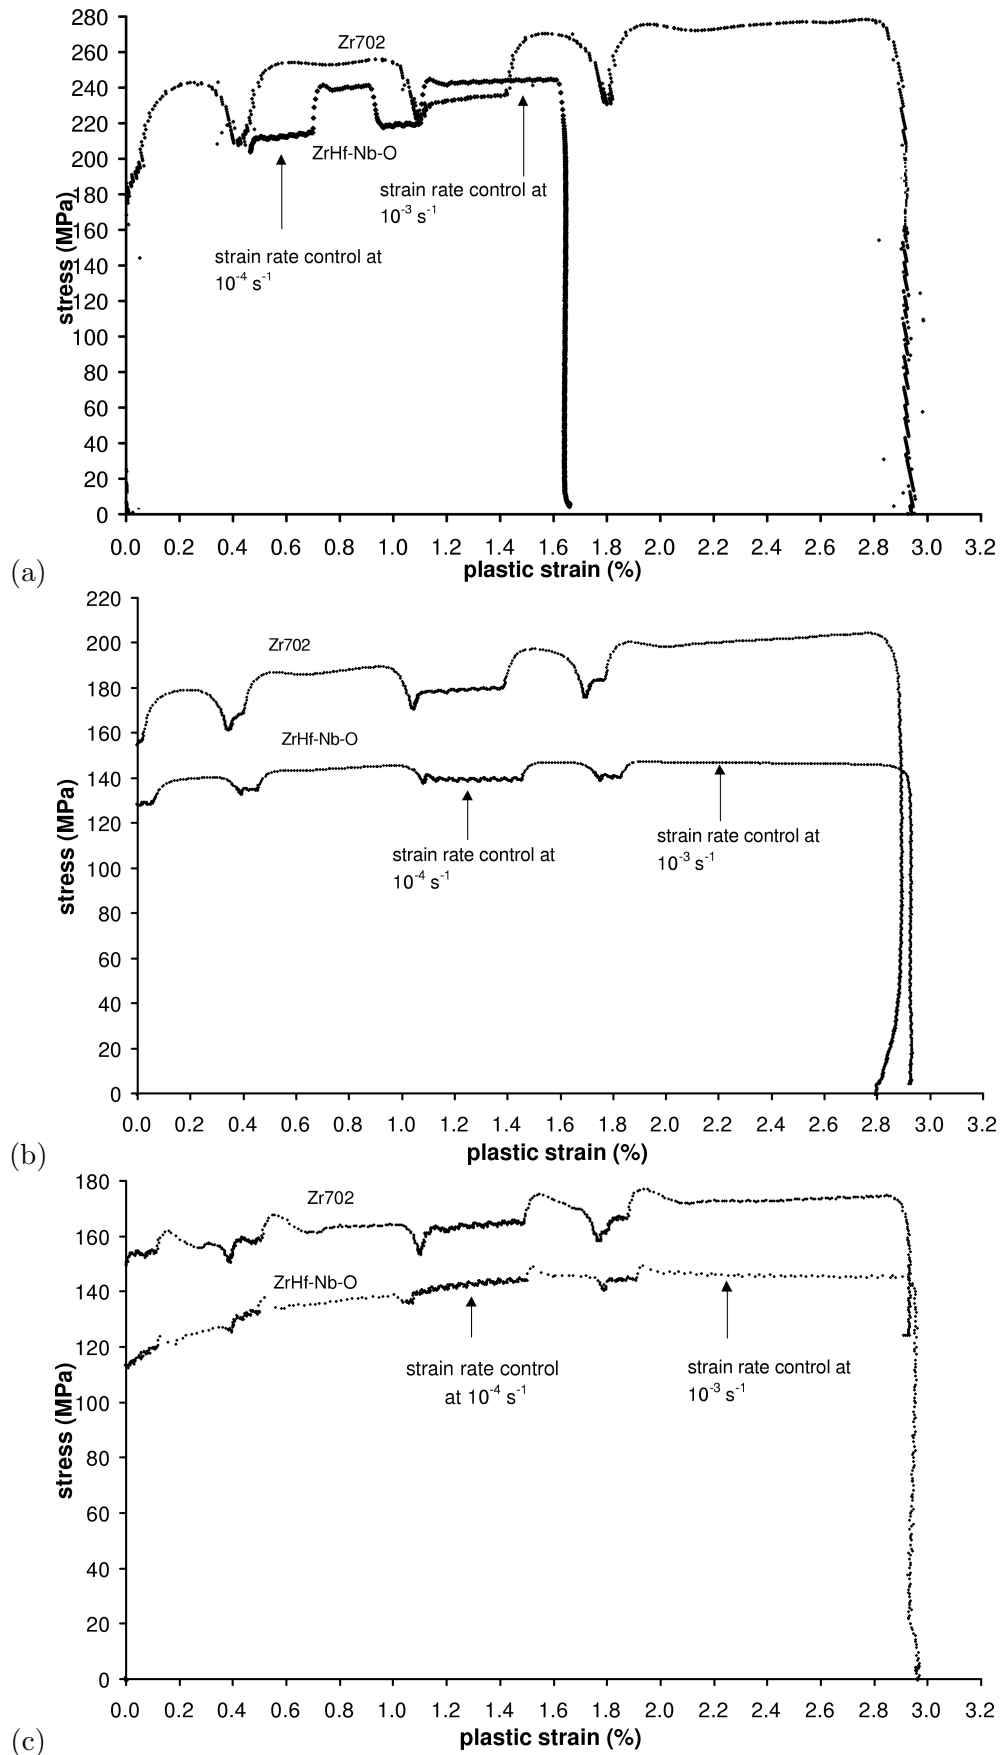 280
260
240
220
200
180
160
140
120
100
80
60
40
20
0
stress (MPa)
Zr702
ZrHf-Nb-O
strain rate control at
10-3 s-1
strain rate control at
10-4 s-1
0.0 0.2 0.4 0.6 0.8 1.0 1.2 1.4 1.6 1.8 2.0 2.2 2.4 2.6 2.8 3.0 3.2
plastic strain (%)
(a)
220
200
180
160
140
120
100
80
60
40
20
0
stress (MPa)
Zr702
ZrHf-Nb-O
strain rate control at
10-3 s-1
strain rate control at
10-4 s-1
0.0 0.2 0.4 0.6 0.8 1.0 1.2 1.4 1.6 1.8 2.0 2.2 2.4 2.6 2.8 3.0 3.2
plastic strain (%)
(b)
180
160
140
120
100
80
60
40
20
0
stress (MPa)
Zr702
ZrHf-Nb-O
strain rate control
at 10-4 s-1
strain rate control at
10-3 s-1
0.0 0.2 0.4 0.6 0.8 1.0 1.2 1.4 1.6 1.8 2.0 2.2 2.4 2.6 2.8 3.0 3.2
plastic strain (%)
(c)